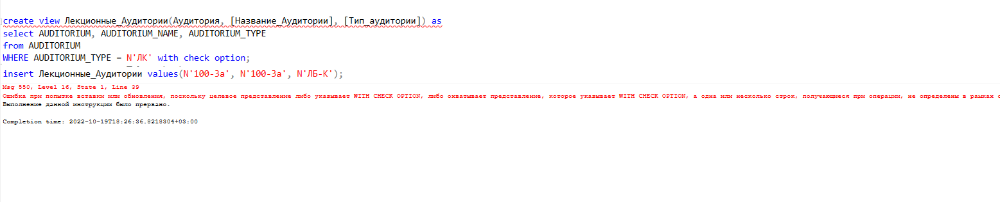 create view Лекционные_Аудитории(Аудитория, [Название_Аудитории], [Тип_аудитории]) as
select AUDITORIUM, AUDITORIUM_NAME, AUDITORIUM_TYPE
from AUDITORIUM
WHERE AUDITORIUM_TYPE = N'ЛК' with check option;
insert Лекционные_Аудитории values(N'100-3а', N'100-3а', N'ЛБ-К');
Msg 550, Level 16, State 1, Line 39
Ошибка при попытке вставки или обновления, поскольку целевое представление либо указывает WITH CHECK OPTION, либо охватывает представление, которое указывает WITH CHECK OPTION, а одна или несколько строк, получающиеся при операции, не определены в рамках
Выполнение данной инструкции было прервано.
Completion time: 2022-10-19T18:26:36.8218304+03:00